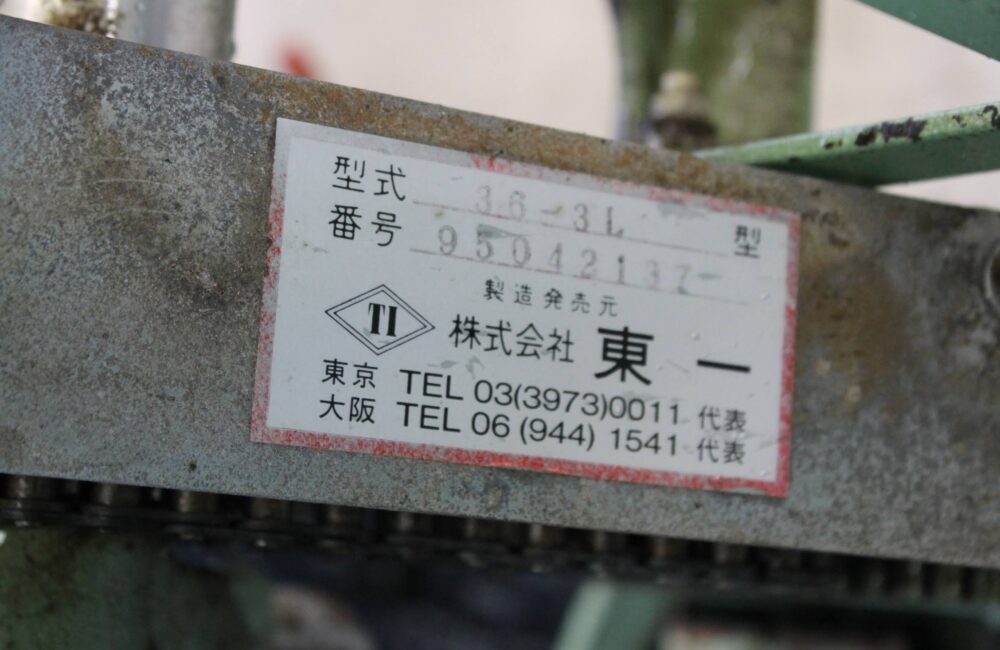 型式 36-3L 型
番号 95042137
製造発売元
TI 株式会社 東一
東京 TEL 03(3973)0011 代表
大阪 TEL 06(944)1541 代表